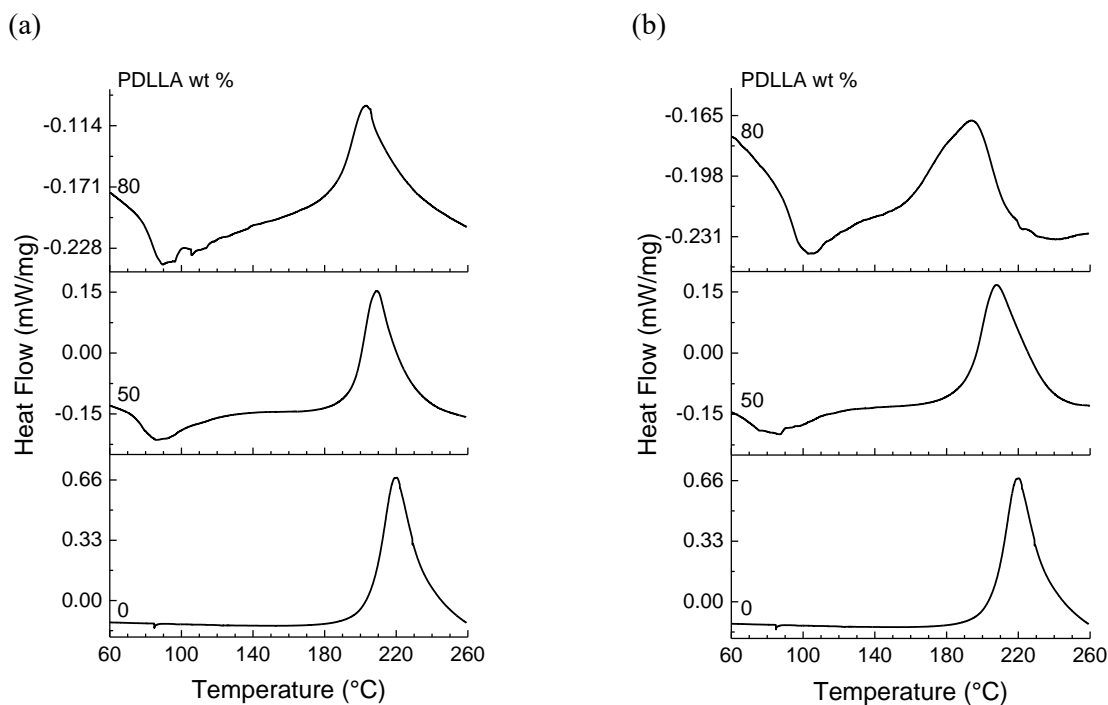 (a)
PDLLA wt %
-0.114
-0.171
-0.228
80
0.15
0.00
-0.15
50
0.66
0.33
0.00
0
60 100 140 180 220 260
Temperature (°C)
Heat Flow (mW/mg)
(b)
PDLLA wt %
-0.165
-0.198
-0.231
80
0.15
0.00
-0.15
50
0.66
0.33
0.00
0
60 100 140 180 220 260
Temperature (°C)
Heat Flow (mW/mg)